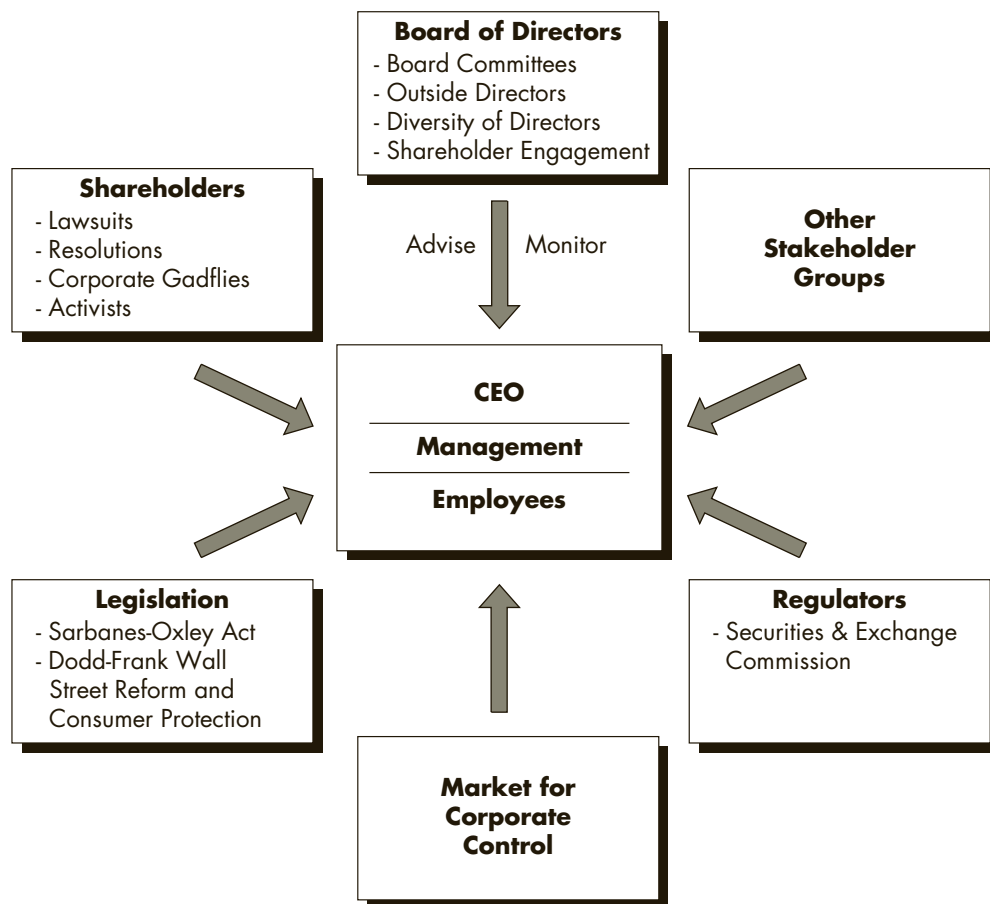 Board of Directors
- Board Committees
- Outside Directors
- Diversity of Directors
- Shareholder Engagement
Shareholders
- Lawsuits
- Resolutions
- Corporate Gadflies
- Activists
Advise
Monitor
Other
Stakeholder
Groups
CEO
Management
Employees
Legislation
- Sarbanes-Oxley Act
- Dodd-Frank Wall
Street Reform and
Consumer Protection
Regulators
- Securities & Exchange
Commission
Market for
Corporate
Control